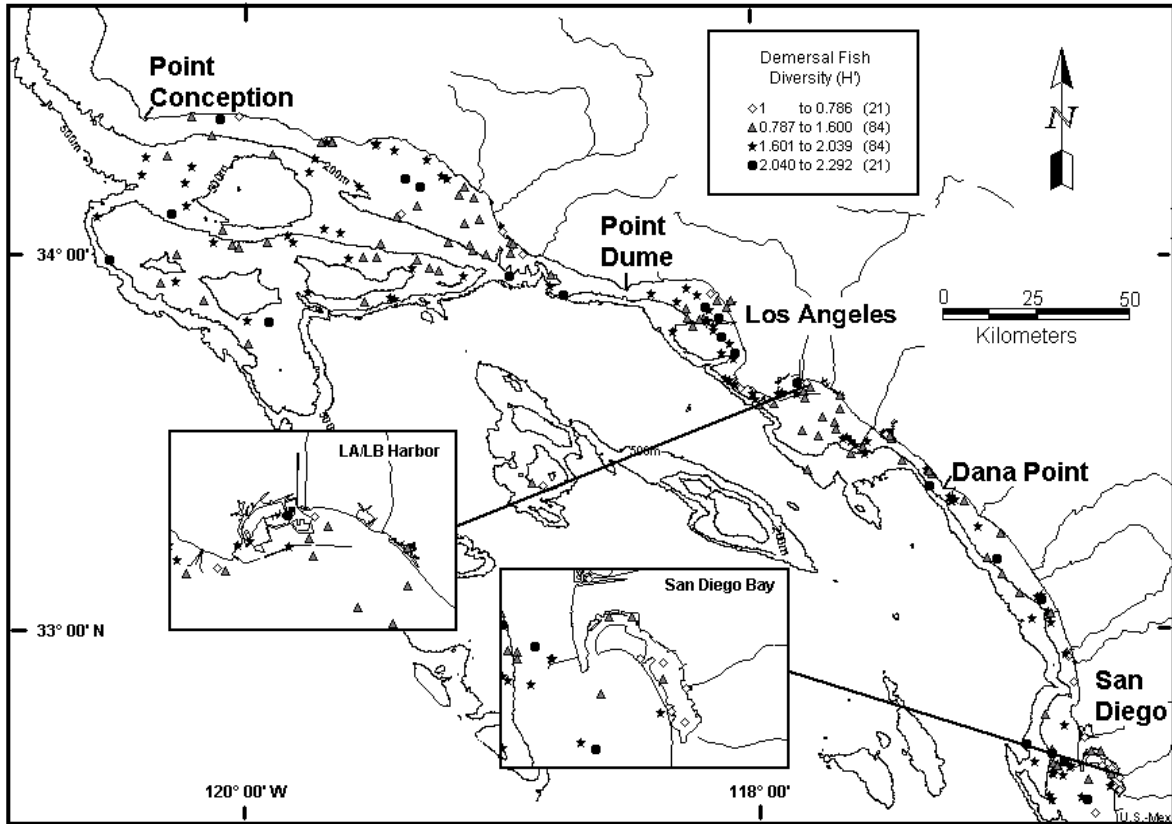 Point
Conception
Demersal Fish
Diversity (H')
1 to 0.786 (21)
0.787 to 1.600 (84)
1.601 to 2.039 (84)
2.040 to 2.292 (21)
N
500m
200m
500m
34° 00'
Point
Dume
0 25 50
Kilometers
Los Angeles
500m
LA/LB Harbor
Dana Point
200m
San Diego Bay
33° 00' N
San
Diego
120° 00' W
118° 00'
U.S.-Mex